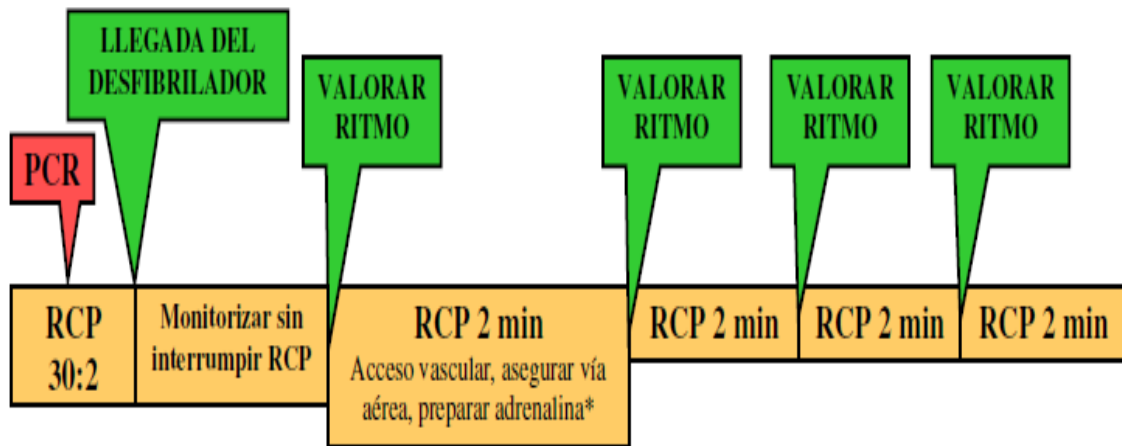 LLEGADA DEL
DESFIBRILADOR
VALORAR
RITMO
VALORAR
RITMO
VALORAR
RITMO
VALORAR
RITMO
PCR
RCP
30:2
Monitorizar sin
interrumpir RCP
RCP 2 min
Acceso vascular, asegurar vía
aérea, preparar adrenalina*
RCP 2 min
RCP 2 min
RCP 2 min